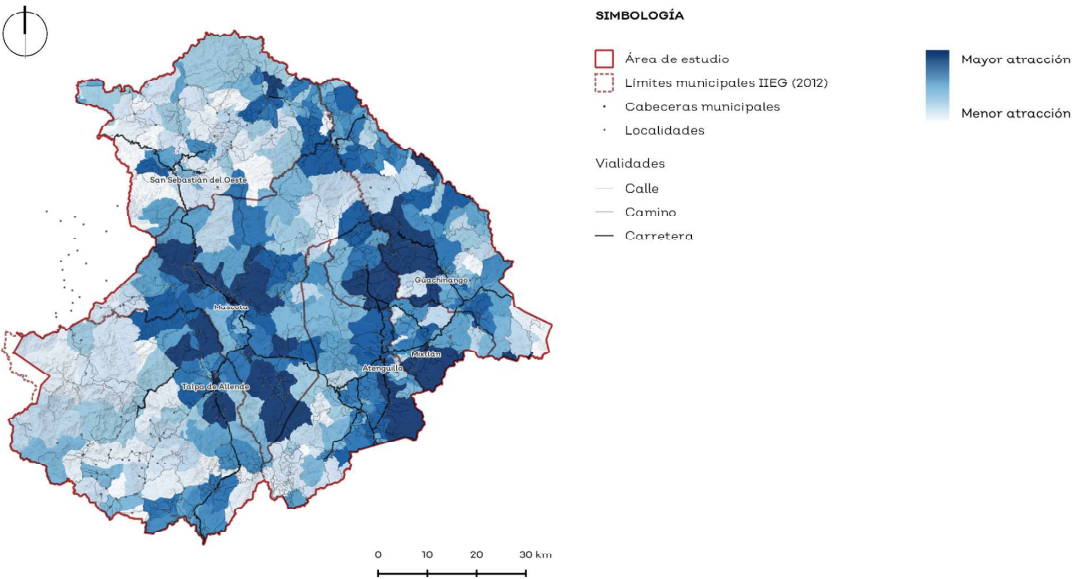 SIMBOLOGÍA
Área de estudio
Límites municipales IIEG (2012)
Cabeceras municipales
Localidades
Vialidades
Calle
Camino
Carretera
Mayor atracción
Menor atracción
San Sebastián del Oeste
Guachinango
Mascota
Mixtlán
Atenguillo
Talpa de Allende
0 10 20 30 km